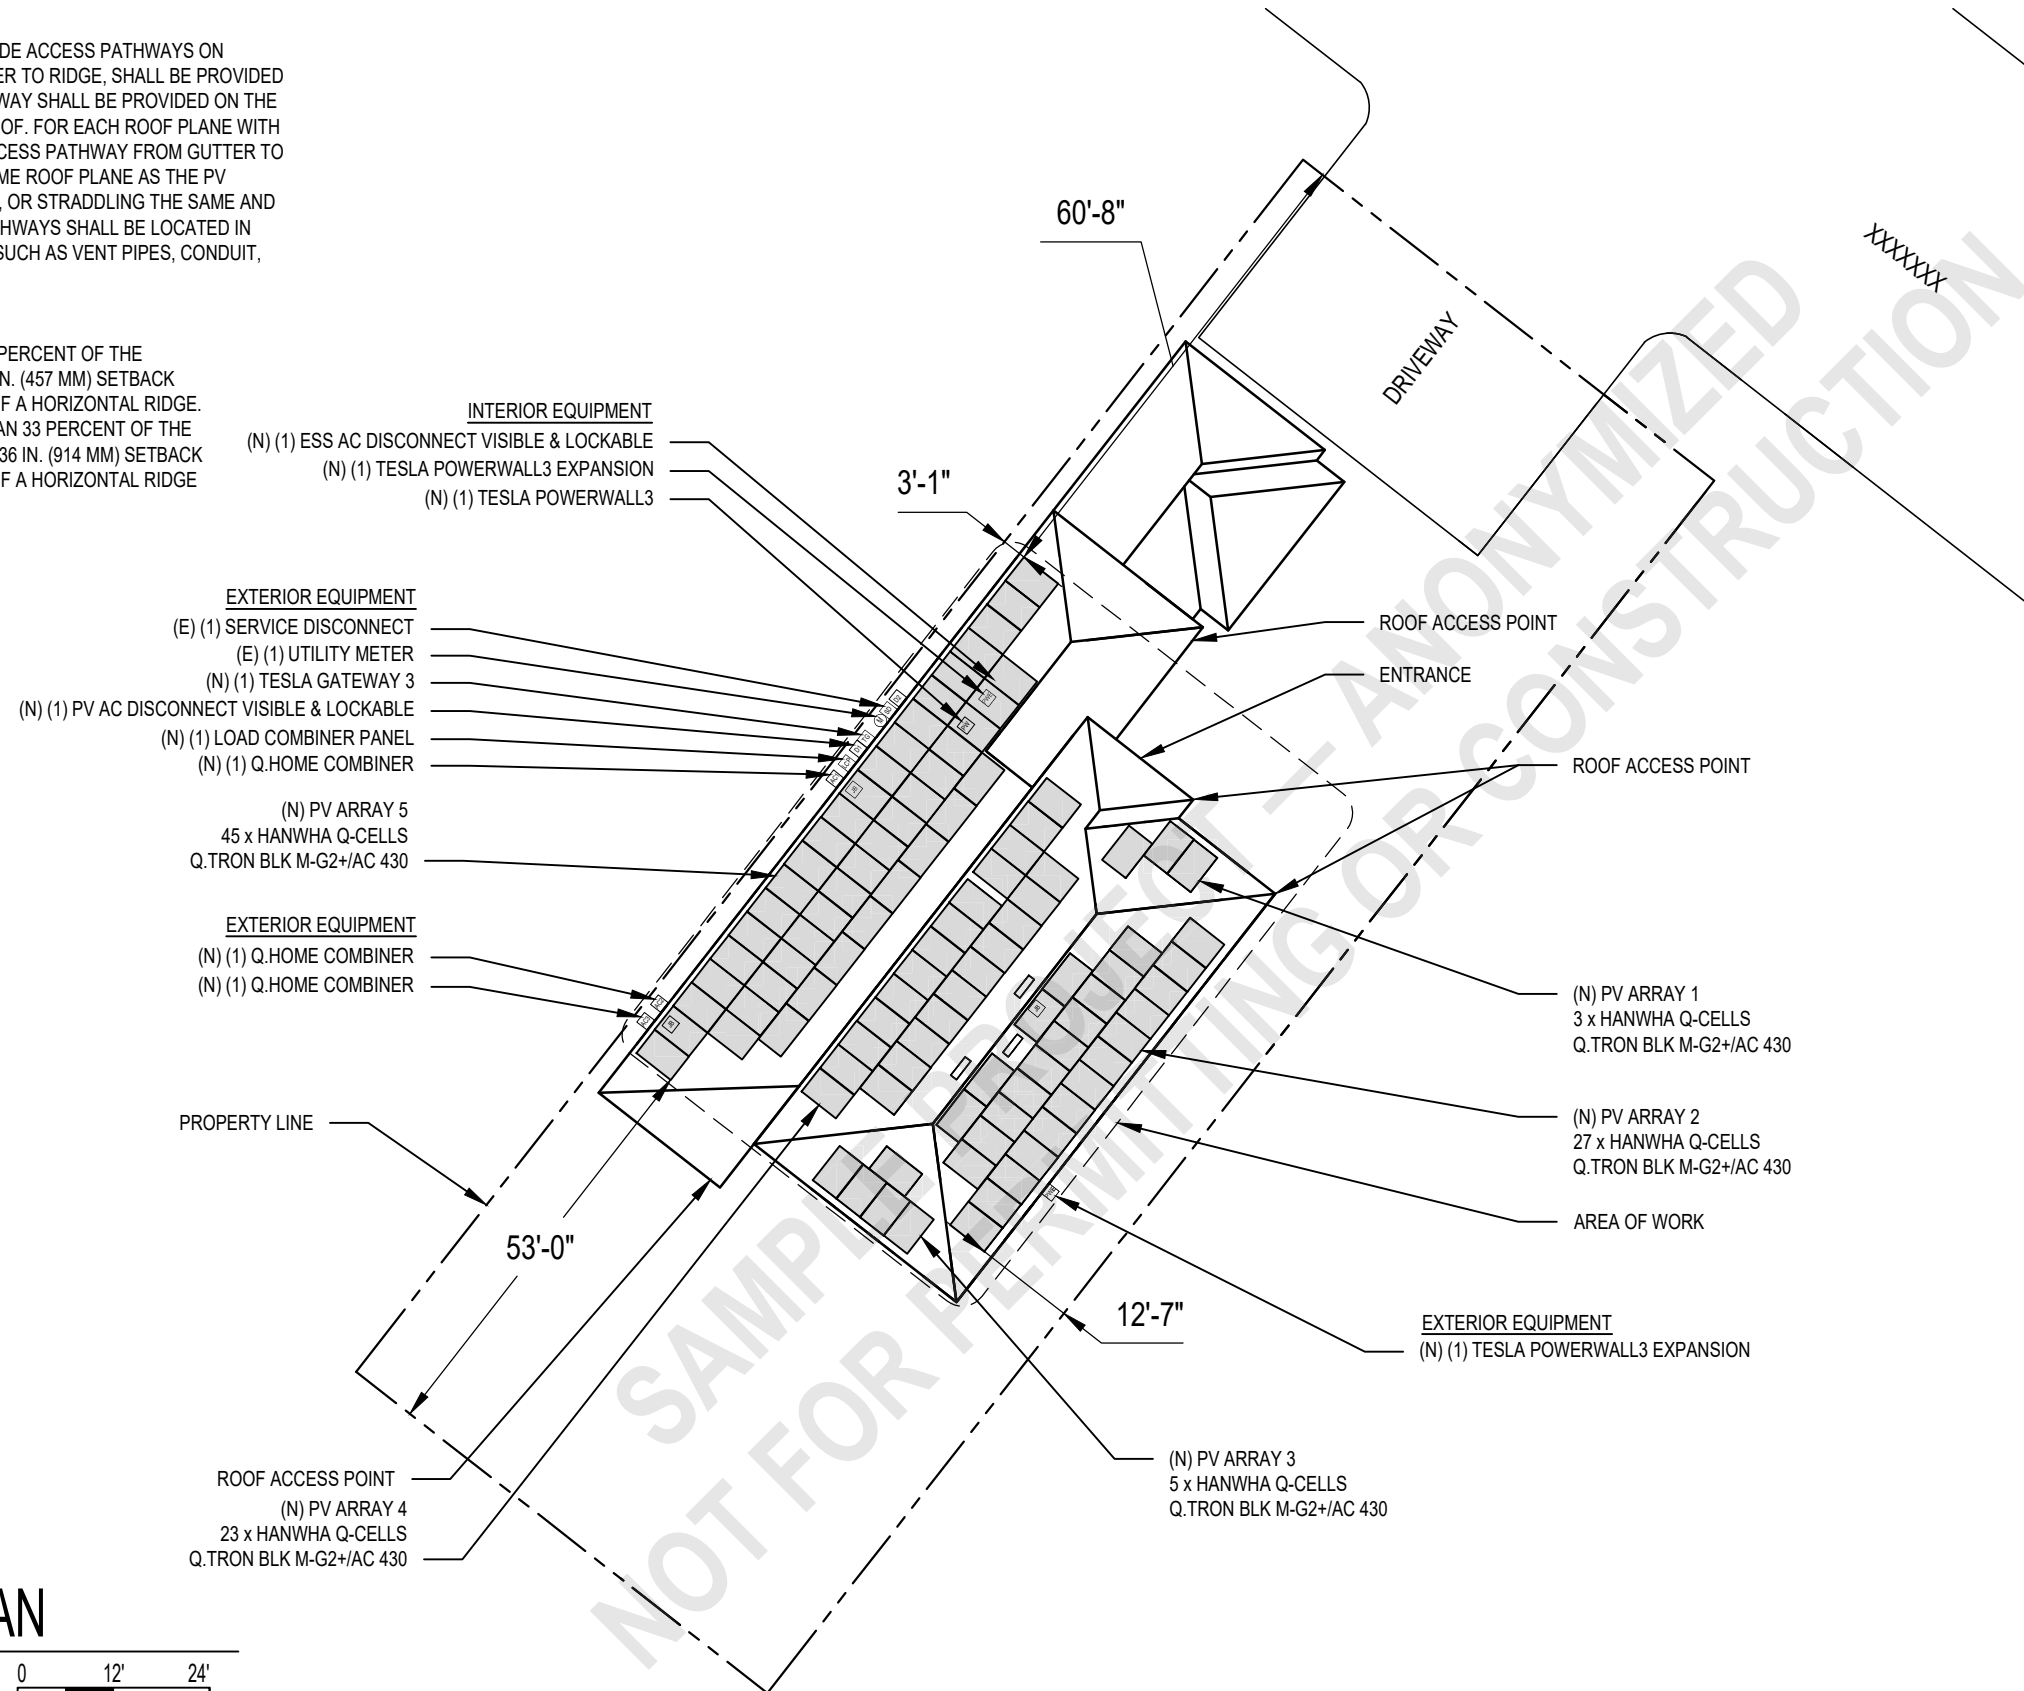 DE ACCESS PATHWAYS ON
ER TO RIDGE, SHALL BE PROVIDED
WAY SHALL BE PROVIDED ON THE
OF. FOR EACH ROOF PLANE WITH
CESS PATHWAY FROM GUTTER TO
ME ROOF PLANE AS THE PV
, OR STRADDLING THE SAME AND
HWAYS SHALL BE LOCATED IN
SUCH AS VENT PIPES, CONDUIT,
PERCENT OF THE
N. (457 MM) SETBACK
F A HORIZONTAL RIDGE.
AN 33 PERCENT OF THE
36 IN. (914 MM) SETBACK
F A HORIZONTAL RIDGE
60'-8"
XXXXXXX
DRIVEWAY
INTERIOR EQUIPMENT
(N) (1) ESS AC DISCONNECT VISIBLE & LOCKABLE
(N) (1) TESLA POWERWALL3 EXPANSION
(N) (1) TESLA POWERWALL3
3'-1"
EXTERIOR EQUIPMENT
(E) (1) SERVICE DISCONNECT
(E) (1) UTILITY METER
(N) (1) TESLA GATEWAY 3
(N) (1) PV AC DISCONNECT VISIBLE & LOCKABLE
(N) (1) LOAD COMBINER PANEL
(N) (1) Q.HOME COMBINER
(N) PV ARRAY 5
45 x HANWHA Q-CELLS
Q.TRON BLK M-G2+/AC 430
EXTERIOR EQUIPMENT
(N) (1) Q.HOME COMBINER
(N) (1) Q.HOME COMBINER
PROPERTY LINE
53'-0"
ROOF ACCESS POINT
(N) PV ARRAY 4
23 x HANWHA Q-CELLS
Q.TRON BLK M-G2+/AC 430
ROOF ACCESS POINT
ENTRANCE
ROOF ACCESS POINT
(N) PV ARRAY 1
3 x HANWHA Q-CELLS
Q.TRON BLK M-G2+/AC 430
(N) PV ARRAY 2
27 x HANWHA Q-CELLS
Q.TRON BLK M-G2+/AC 430
AREA OF WORK
12'-7"
EXTERIOR EQUIPMENT
(N) (1) TESLA POWERWALL3 EXPANSION
(N) PV ARRAY 3
5 x HANWHA Q-CELLS
Q.TRON BLK M-G2+/AC 430
SAMPLE PROJECT — ANONYMIZED
NOT FOR PERMITTING OR CONSTRUCTION
AN
0 12' 24'